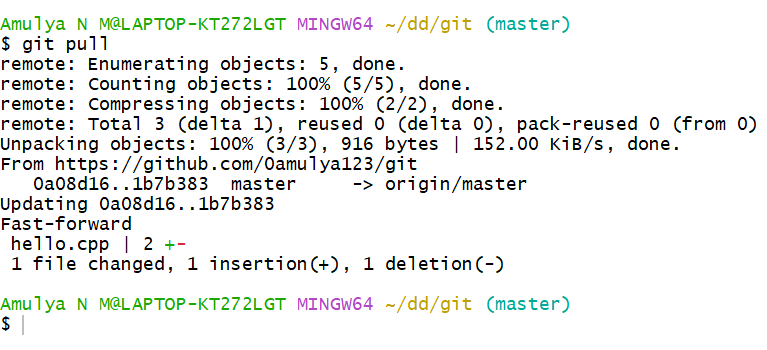 Amulya N M@LAPTOP-KT272LGT MINGW64 ~/dd/git (master)
$ git pull
remote: Enumerating objects: 5, done.
remote: Counting objects: 100% (5/5), done.
remote: Compressing objects: 100% (2/2), done.
remote: Total 3 (delta 1), reused 0 (delta 0), pack-reused 0 (from 0)
Unpacking objects: 100% (3/3), 916 bytes | 152.00 KiB/s, done.
From https://github.com/0amulya123/git
   0a08d16..1b7b383  master     -> origin/master
Updating 0a08d16..1b7b383
Fast-forward
 hello.cpp | 2 +-
 1 file changed, 1 insertion(+), 1 deletion(-)
Amulya N M@LAPTOP-KT272LGT MINGW64 ~/dd/git (master)
$